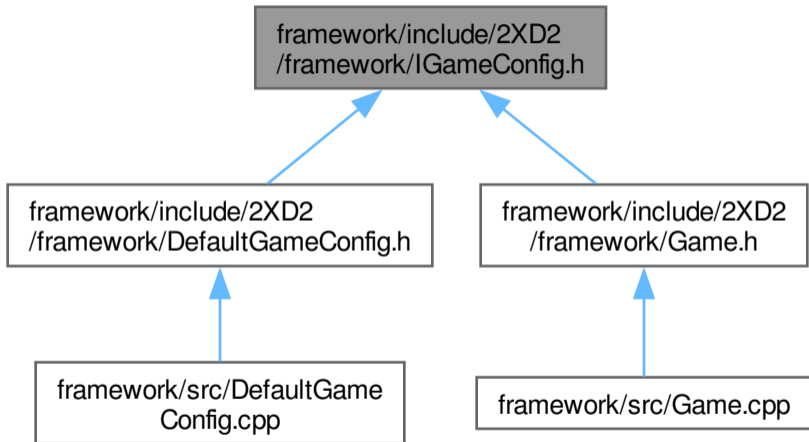 framework/include/2XD2
/framework/IGameConfig.h
framework/include/2XD2
/framework/DefaultGameConfig.h
framework/include/2XD2
/framework/Game.h
framework/src/DefaultGame
Config.cpp
framework/src/Game.cpp